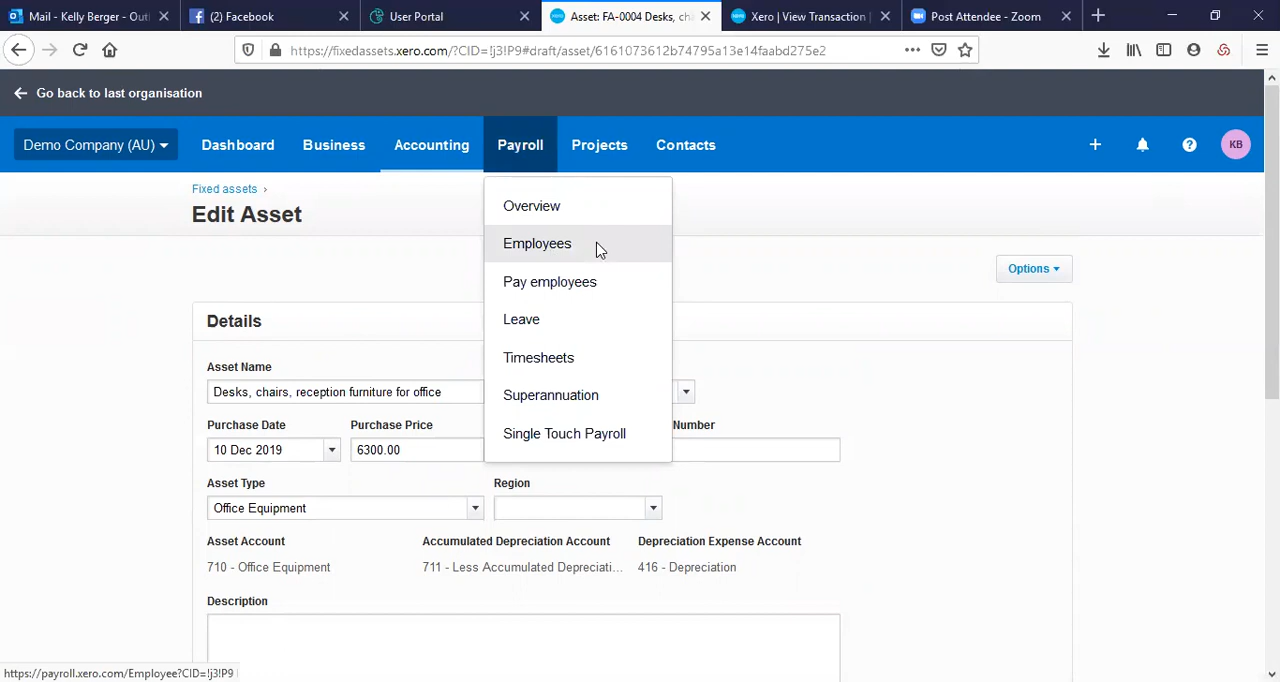 Mail - Kelly Berger - Outl
(2) Facebook
User Portal
Asset: FA-0004 Desks, ch
Xero | View Transaction |
Post Attendee - Zoom
https://fixedassets.xero.com/?CID=!j3!P9#draft/asset/6161073612b74795a13e14faabd275e2
Go back to last organisation
Demo Company (AU)
Dashboard
Business
Accounting
Payroll
Projects
Contacts
KB
Fixed assets ›
Edit Asset
Overview
Employees
Pay employees
Leave
Timesheets
Superannuation
Single Touch Payroll
Options
Details
Asset Name
Desks, chairs, reception furniture for office
Purchase Date
Purchase Price
Number
10 Dec 2019
6300.00
Asset Type
Region
Office Equipment
Asset Account
Accumulated Depreciation Account
Depreciation Expense Account
710 - Office Equipment
711 - Less Accumulated Depreciati...
416 - Depreciation
Description
https://payroll.xero.com/Employee?CID=!j3!P9